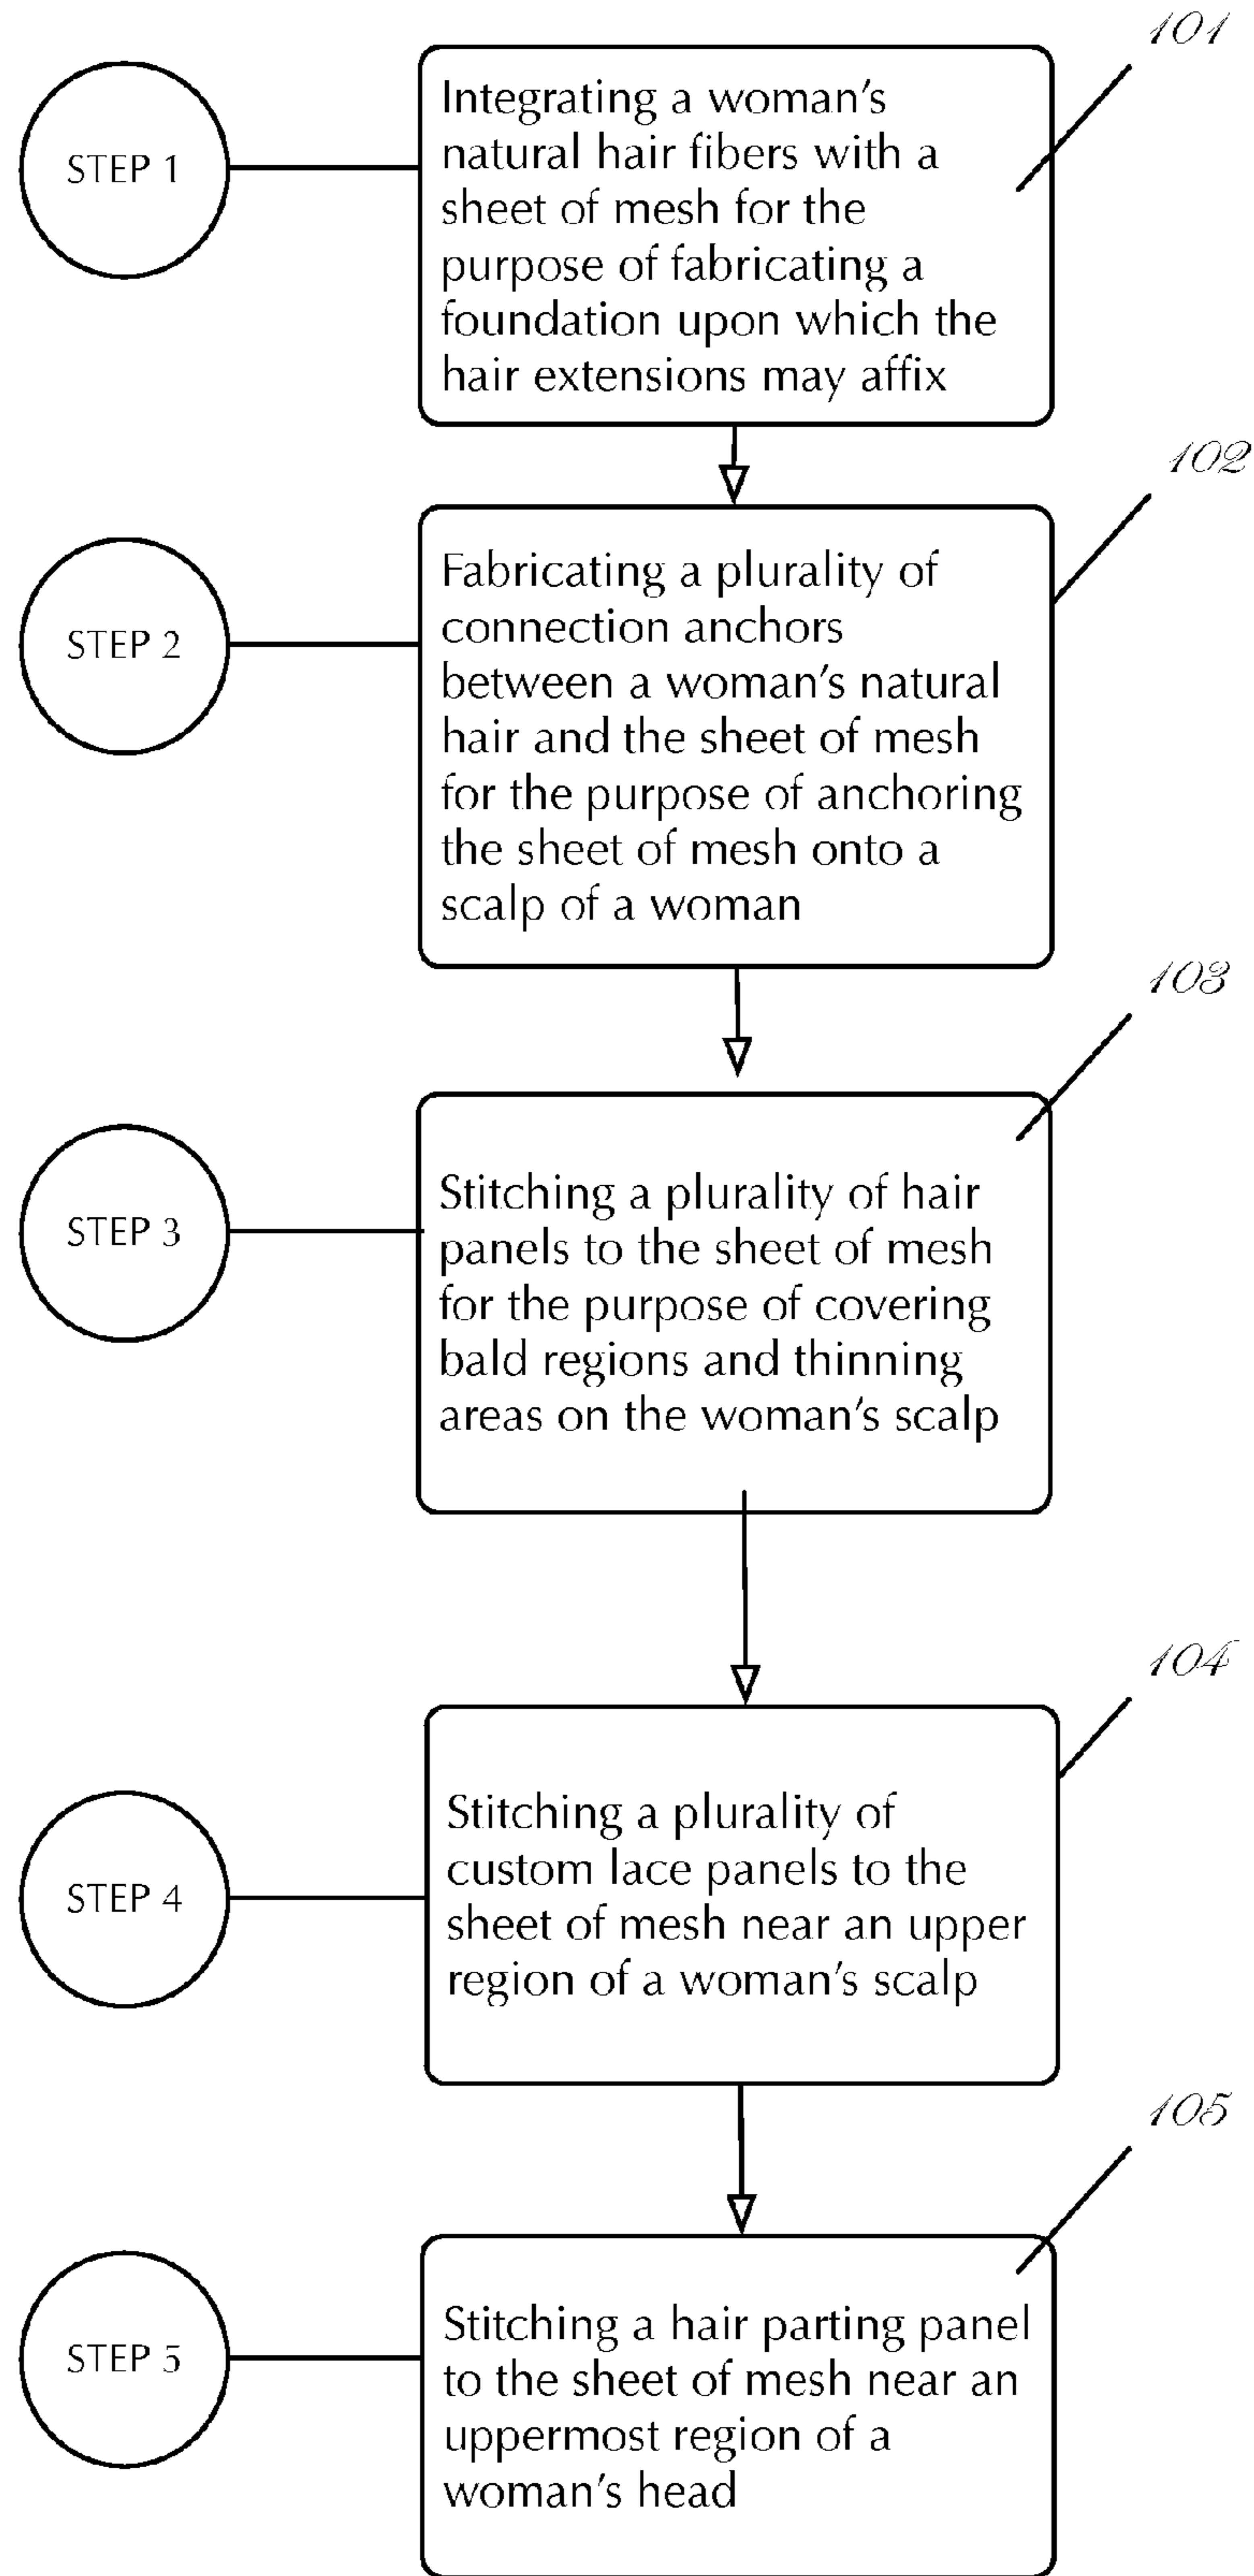 101
STEP 1
Integrating a woman's
natural hair fibers with a
sheet of mesh for the
purpose of fabricating a
foundation upon which the
hair extensions may affix
102
STEP 2
Fabricating a plurality of
connection anchors
between a woman's natural
hair and the sheet of mesh
for the purpose of anchoring
the sheet of mesh onto a
scalp of a woman
103
STEP 3
Stitching a plurality of hair
panels to the sheet of mesh
for the purpose of covering
bald regions and thinning
areas on the woman's scalp
104
STEP 4
Stitching a plurality of
custom lace panels to the
sheet of mesh near an upper
region of a woman's scalp
105
STEP 5
Stitching a hair parting panel
to the sheet of mesh near an
uppermost region of a
woman's head